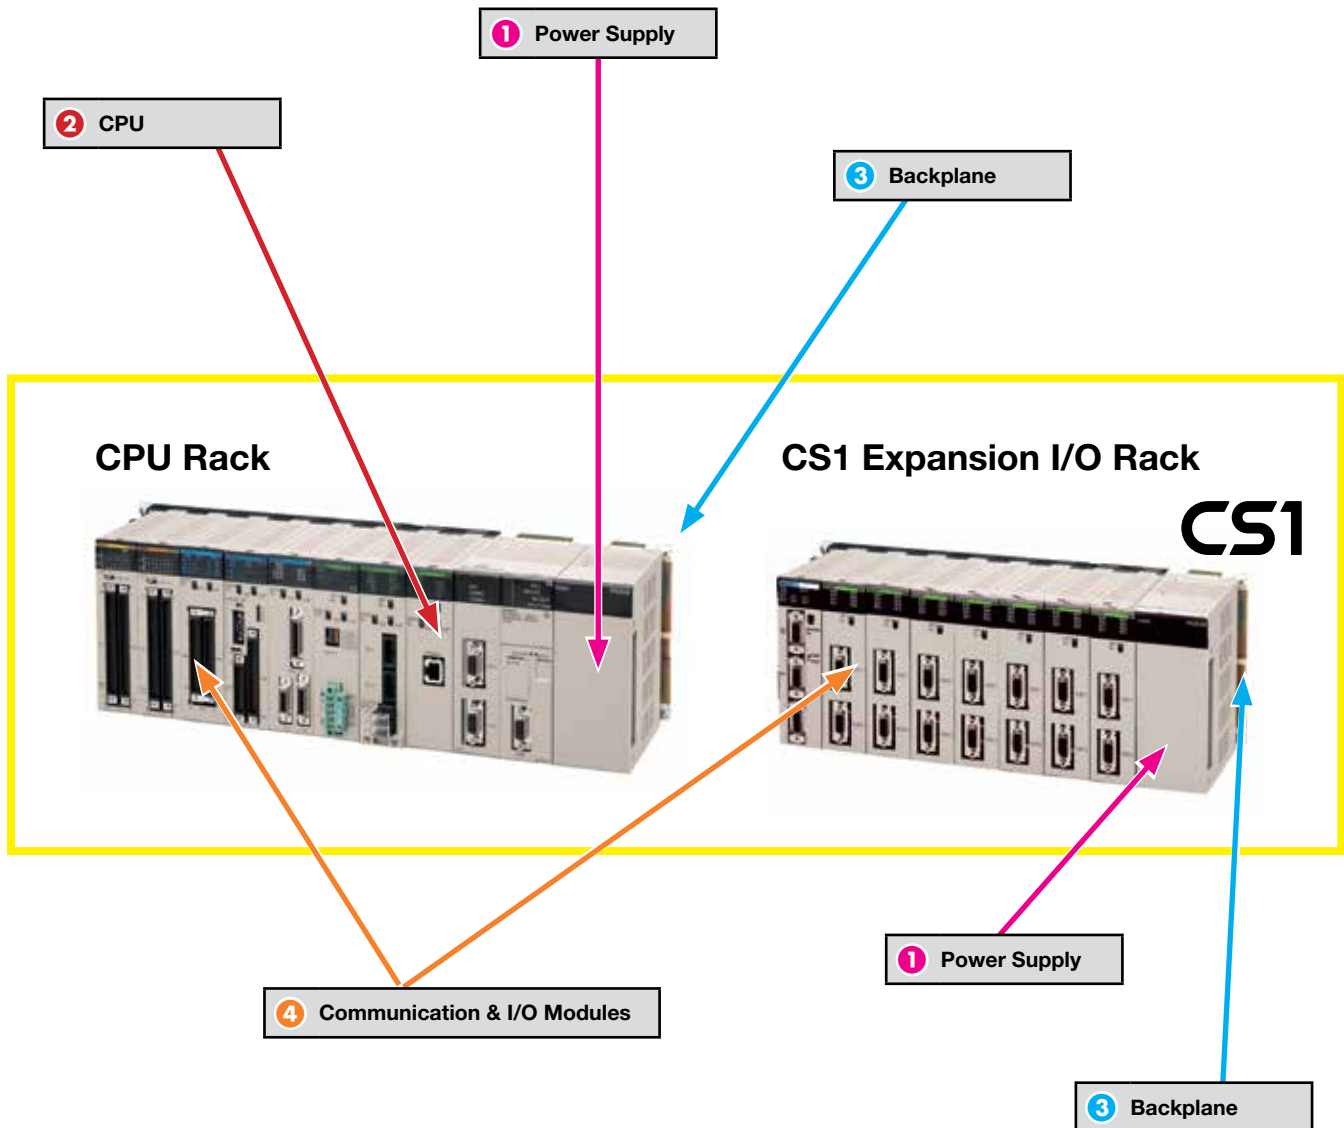 1 Power Supply
2 CPU
3 Backplane
CPU Rack
CS1 Expansion I/O Rack
CS1
1 Power Supply
4 Communication & I/O Modules
3 Backplane